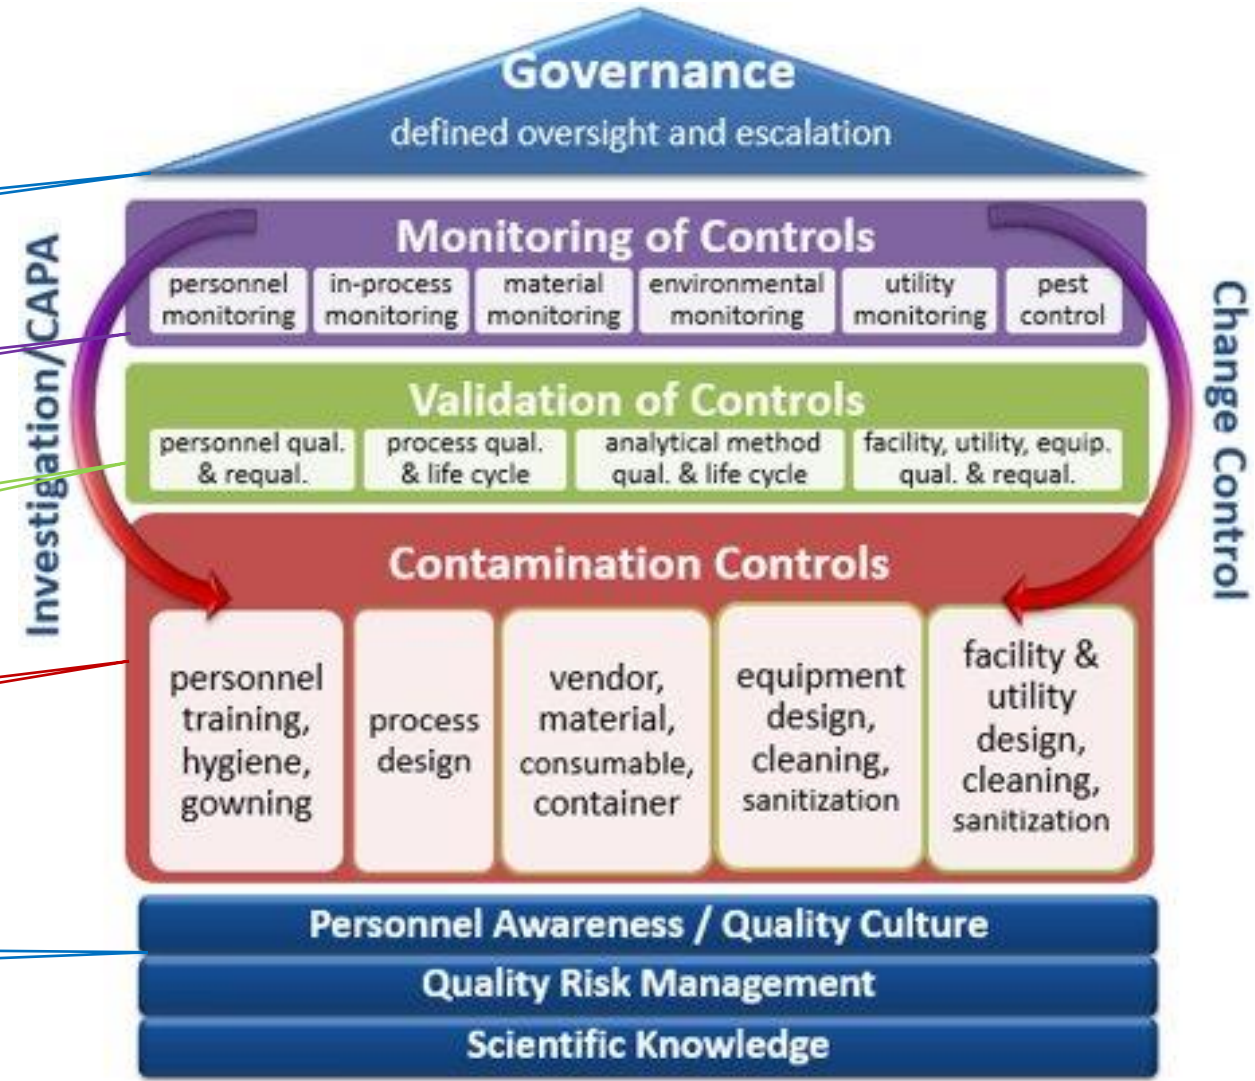 Governance
defined oversight and escalation
Investigation/CAPA
Change Control
Monitoring of Controls
personnel
monitoring
in-process
monitoring
material
monitoring
environmental
monitoring
utility
monitoring
pest
control
Validation of Controls
personnel qual.
& requal.
process qual.
& life cycle
analytical method
qual. & life cycle
facility, utility, equip.
qual. & requal.
Contamination Controls
personnel
training,
hygiene,
gowning
process
design
vendor,
material,
consumable,
container
equipment
design,
cleaning,
sanitization
facility &
utility
design,
cleaning,
sanitization
Personnel Awareness / Quality Culture
Quality Risk Management
Scientific Knowledge